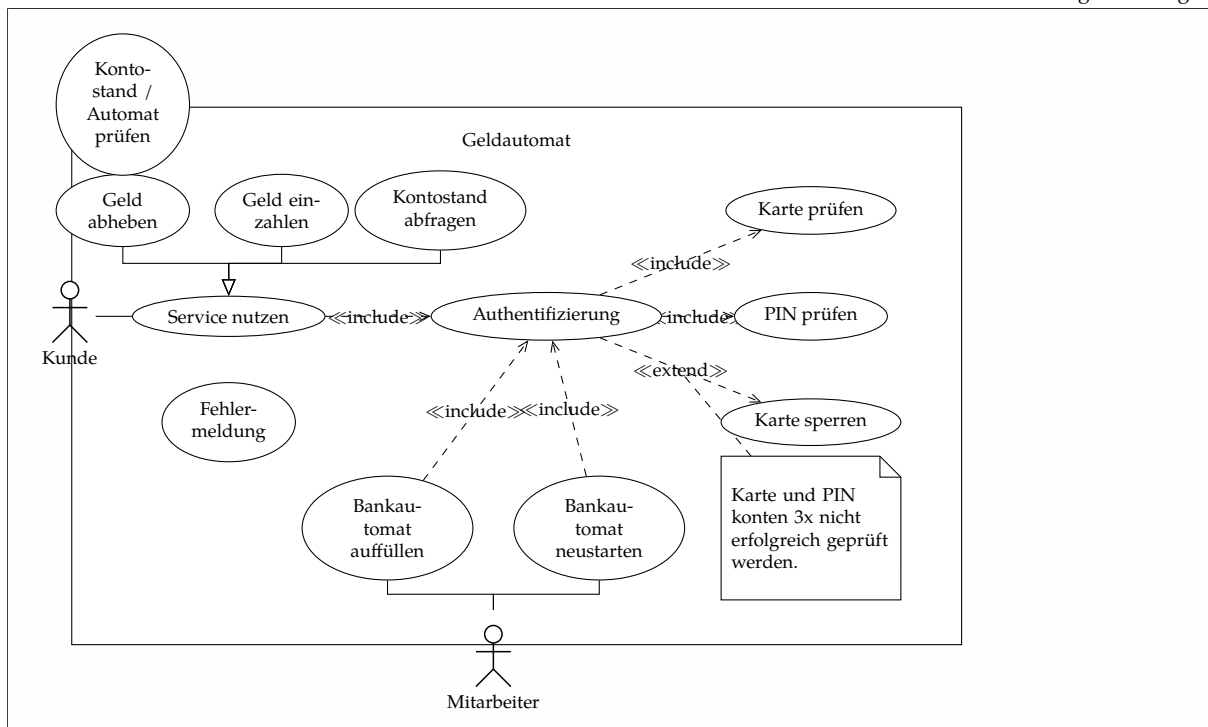 Konto-
stand /
Automat
prüfen
Geldautomat
Geld
abheben
Geld ein-
zahlen
Kontostand
abfragen
Karte prüfen
≪include≫
Service nutzen
≪include≫
Authentifizierung
≪include≫
PIN prüfen
Kunde
≪extend≫
Fehler-
meldung
≪include≫
≪include≫
Karte sperren
Bankau-
tomat
auffüllen
Bankau-
tomat
neustarten
Karte und PIN
konten 3x nicht
erfolgreich geprüft
werden.
Mitarbeiter